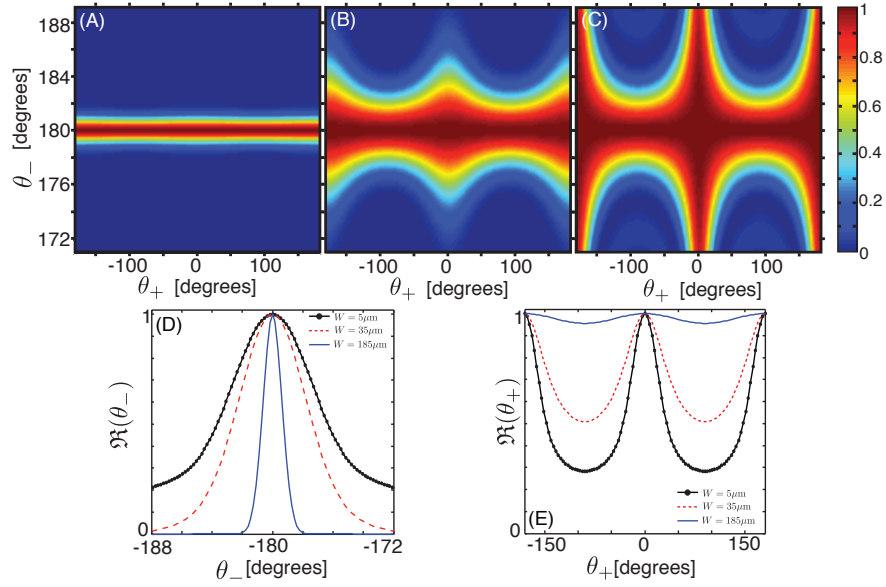 (A) (B) (C)
188 184 180 176 172
θ_ [degrees]
-100 0 100
-100 0 100
-100 0 100
θ+ [degrees]
θ+ [degrees]
θ+ [degrees]
1 0.8 0.6 0.4 0.2 0
(D)
W = 5μm
W = 35μm
W = 185μm
1
0
ℜ(θ_)
-188 -180 -172
θ_ [degrees]
(E)
W = 5μm
W = 35μm
W = 185μm
1
0
ℜ(θ+)
-150 0 150
θ+ [degrees]